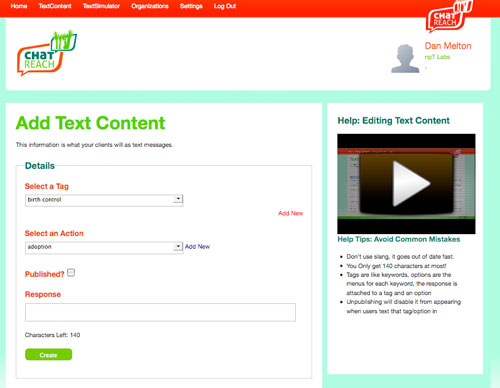 Home TextContent TextSimulator Organizations Settings Log Out
CHAT
REACH
CHAT
REACH
Dan Melton
npT Labs
Add Text Content
This information is what your clients will as text messages.
Details
Select a Tag
birth control
Add New
Select an Action
adoption Add New
Published?
Response
Characters Left: 140
Create
Help: Editing Text Content
Help Tips: Avoid Common Mistakes
Don't use slang, it goes out of date fast.
You Only get 140 characters at most!
Tags are like keywords, options are the
menus for each keyword, the response is
attached to a tag and an option
Unpublishing will disable it from appearing
when users text that tag/option in